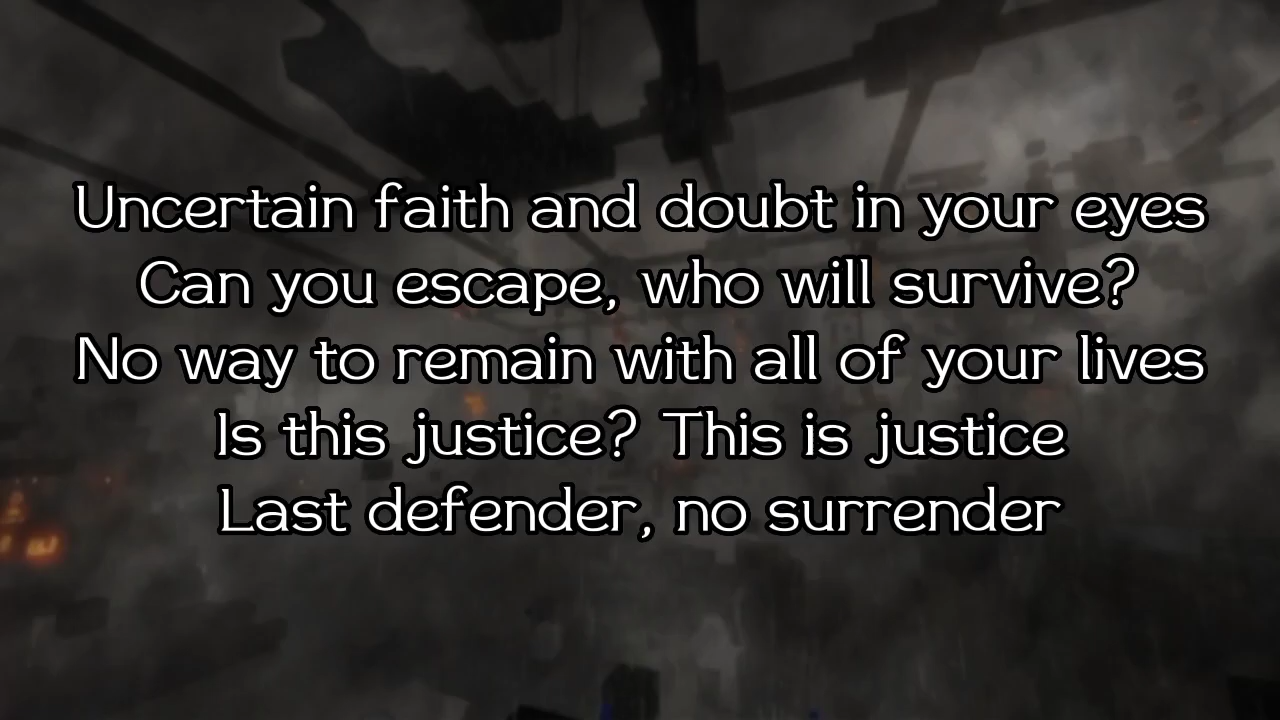 Uncertain faith and doubt in your eyes
Can you escape, who will survive?
No way to remain with all of your lives
Is this justice? This is justice
Last defender, no surrender